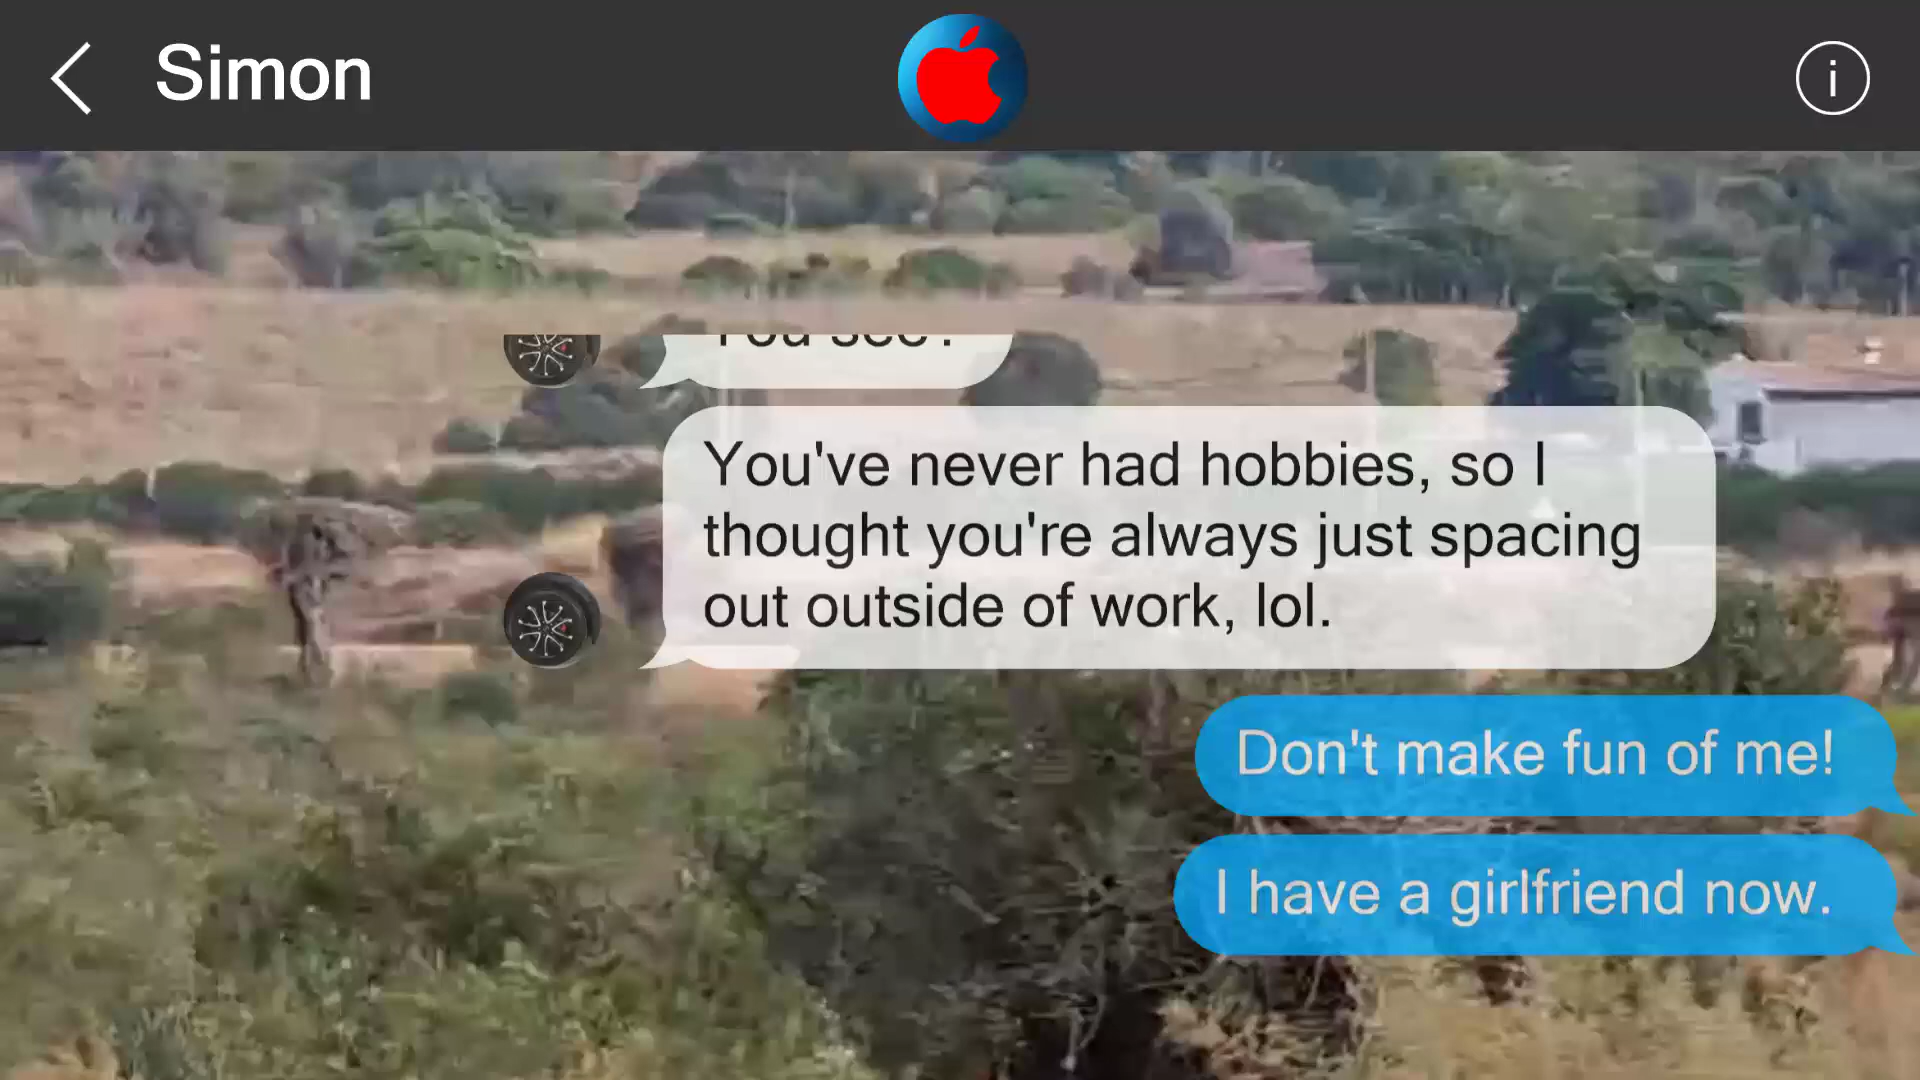 Simon
You've never had hobbies, so I
thought you're always just spacing
out outside of work, lol.
Don't make fun of me!
I have a girlfriend now.